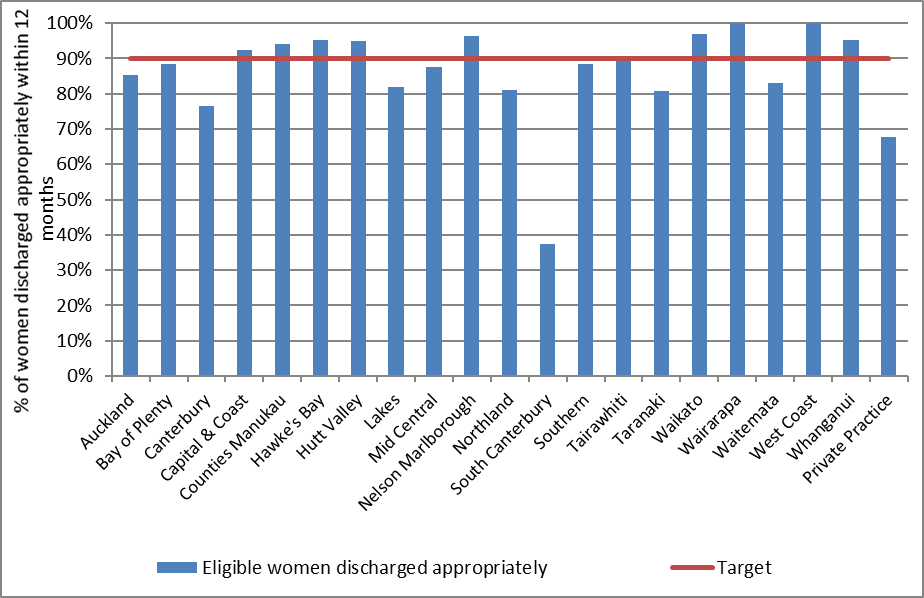 % of women discharged appropriately within 12
months
100%
90%
80%
70%
60%
50%
40%
30%
20%
10%
0%
Auckland
Bay of Plenty
Canterbury
Capital & Coast
Counties Manukau
Hawke's Bay
Hutt Valley
Lakes
Mid Central
Nelson Marlborough
Northland
South Canterbury
Southern
Tairawhiti
Taranaki
Waikato
Wairarapa
Waitemata
West Coast
Whanganui
Private Practice
Eligible women discharged appropriately
Target